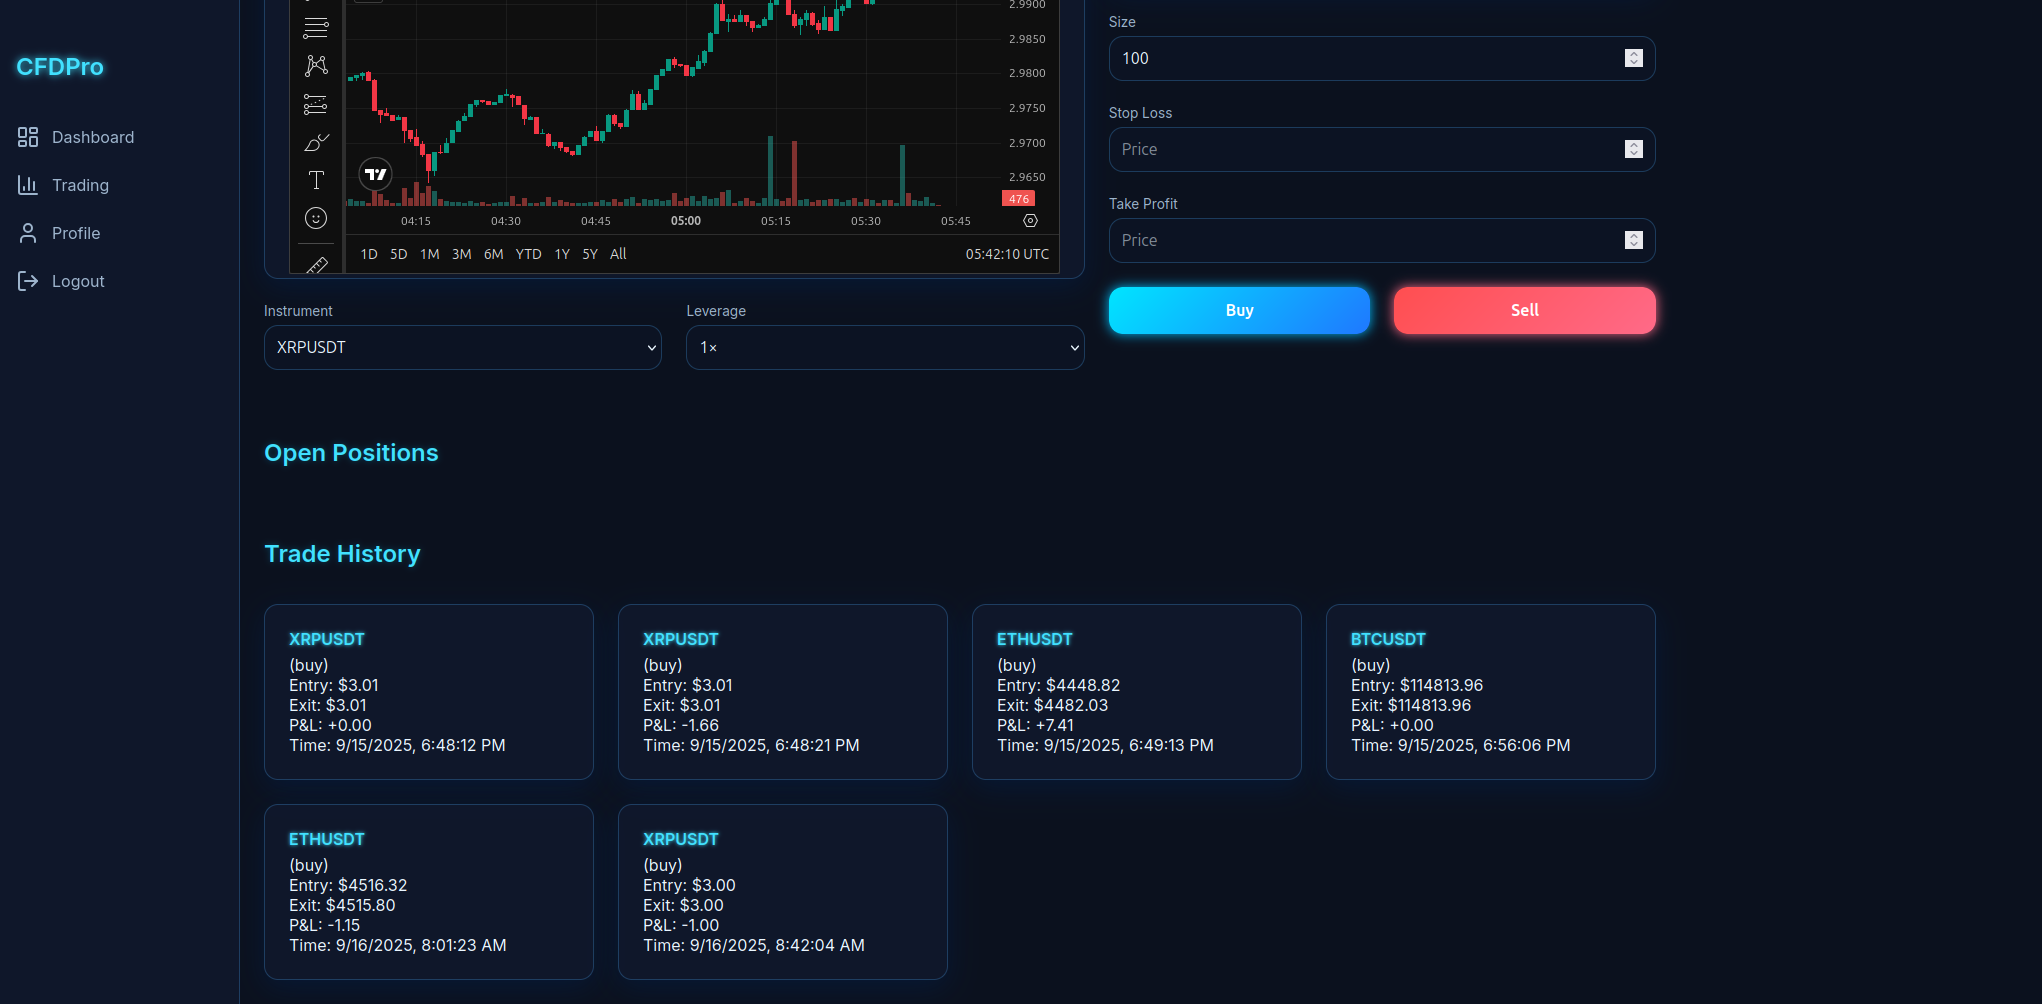 CFDPro
Dashboard
Trading
Profile
Logout
2.9900
2.9850
2.9800
2.9750
2.9700
2.9650
476
04:15 04:30 04:45 05:00 05:15 05:30 05:45
1D 5D 1M 3M 6M YTD 1Y 5Y All 05:42:10 UTC
Instrument
XRPUSDT
Leverage
1×
Size
100
Stop Loss
Price
Take Profit
Price
Buy
Sell
Open Positions
Trade History
XRPUSDT
(buy)
Entry: $3.01
Exit: $3.01
P&L: +0.00
Time: 9/15/2025, 6:48:12 PM
XRPUSDT
(buy)
Entry: $3.01
Exit: $3.01
P&L: -1.66
Time: 9/15/2025, 6:48:21 PM
ETHUSDT
(buy)
Entry: $4448.82
Exit: $4482.03
P&L: +7.41
Time: 9/15/2025, 6:49:13 PM
BTCUSDT
(buy)
Entry: $114813.96
Exit: $114813.96
P&L: +0.00
Time: 9/15/2025, 6:56:06 PM
ETHUSDT
(buy)
Entry: $4516.32
Exit: $4515.80
P&L: -1.15
Time: 9/16/2025, 8:01:23 AM
XRPUSDT
(buy)
Entry: $3.00
Exit: $3.00
P&L: -1.00
Time: 9/16/2025, 8:42:04 AM